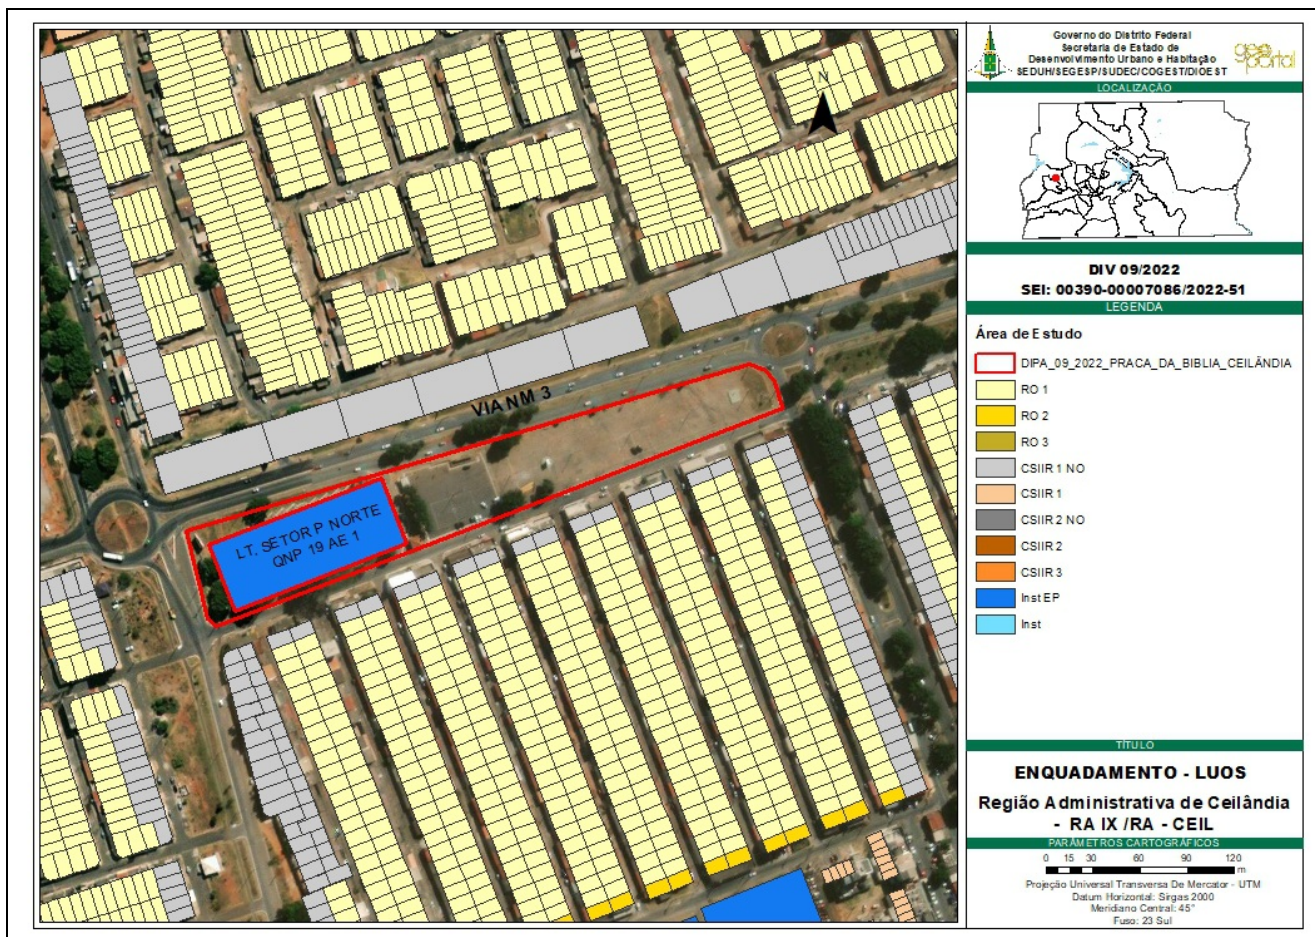 N
VIA NM 3
LT, SETOR P NORTE
QNP 19 AE 1
Governo do Distrito Federal
Secretaria de Estado de
Desenvolvimento Urbano e Habitação
SEDUH/SEGESP/SUDEC/COGEST/DIOEST
geo
portal
LOCALIZAÇÃO
DIV 09/2022
SEI: 00390-00007086/2022-51
LEGENDA
Área de Estudo
DIPA_09_2022_PRACA_DA_BIBLIA_CEILÂNDIA
RO 1
RO 2
RO 3
CSIIR 1 NO
CSIIR 1
CSIIR 2 NO
CSIIR 2
CSIIR 3
Inst EP
Inst
TÍTULO
ENQUADAMENTO - LUOS
Região Administrativa de Ceilândia
- RA IX /RA - CEIL
PARÂMETROS CARTOGRÁFICOS
0 15 30 60 90 120
m
Projeção Universal Transversa De Mercator - UTM
Datum Horizontal: Sirgas 2000
Meridiano Central: 45°
Fuso: 23 Sul